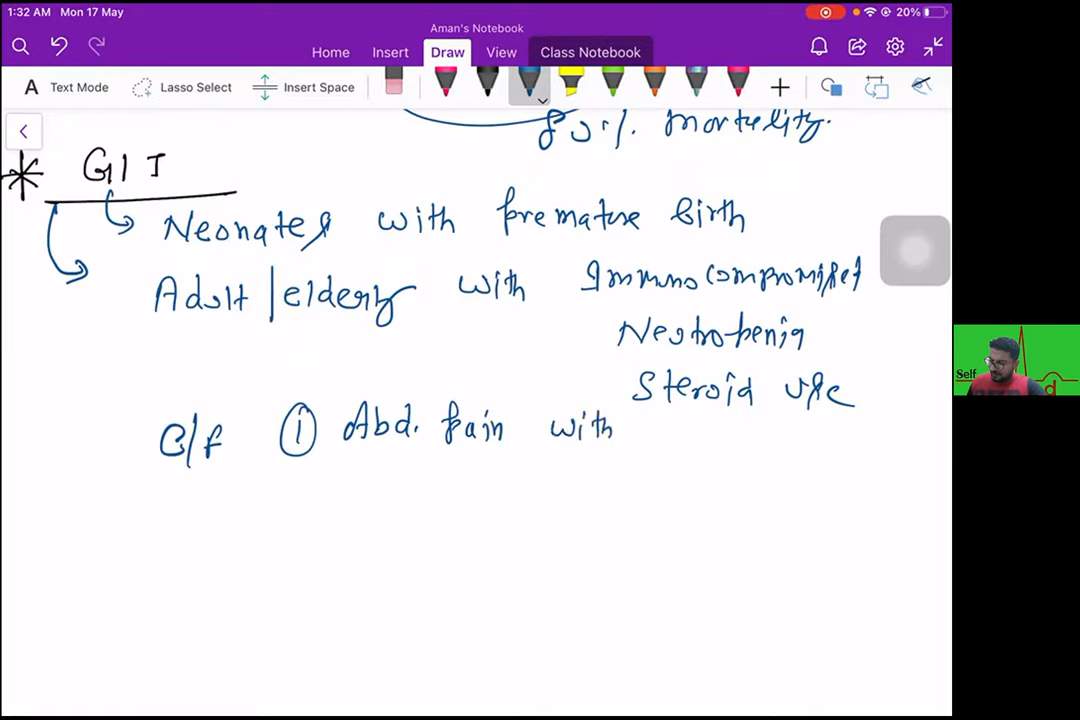 1:32 AM Mon 17 May
20%
Aman's Notebook
Home Insert Draw View Class Notebook
A Text Mode Lasso Select Insert Space
80%. mortality.
* GIT
Neonates with premature birth
Adult/elderly with Immunocompromised
Neutropenia
Steroid use
C/f ① Abd. pain with
Self
d